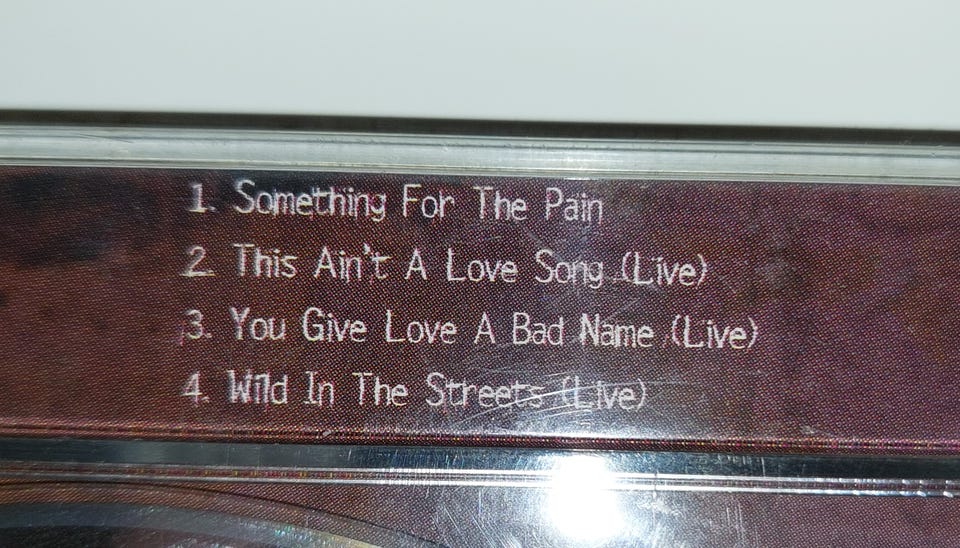 1. Something For The Pain
2. This Ain't A Love Song (Live)
3. You Give Love A Bad Name (Live)
4. Wild In The Streets (Live)